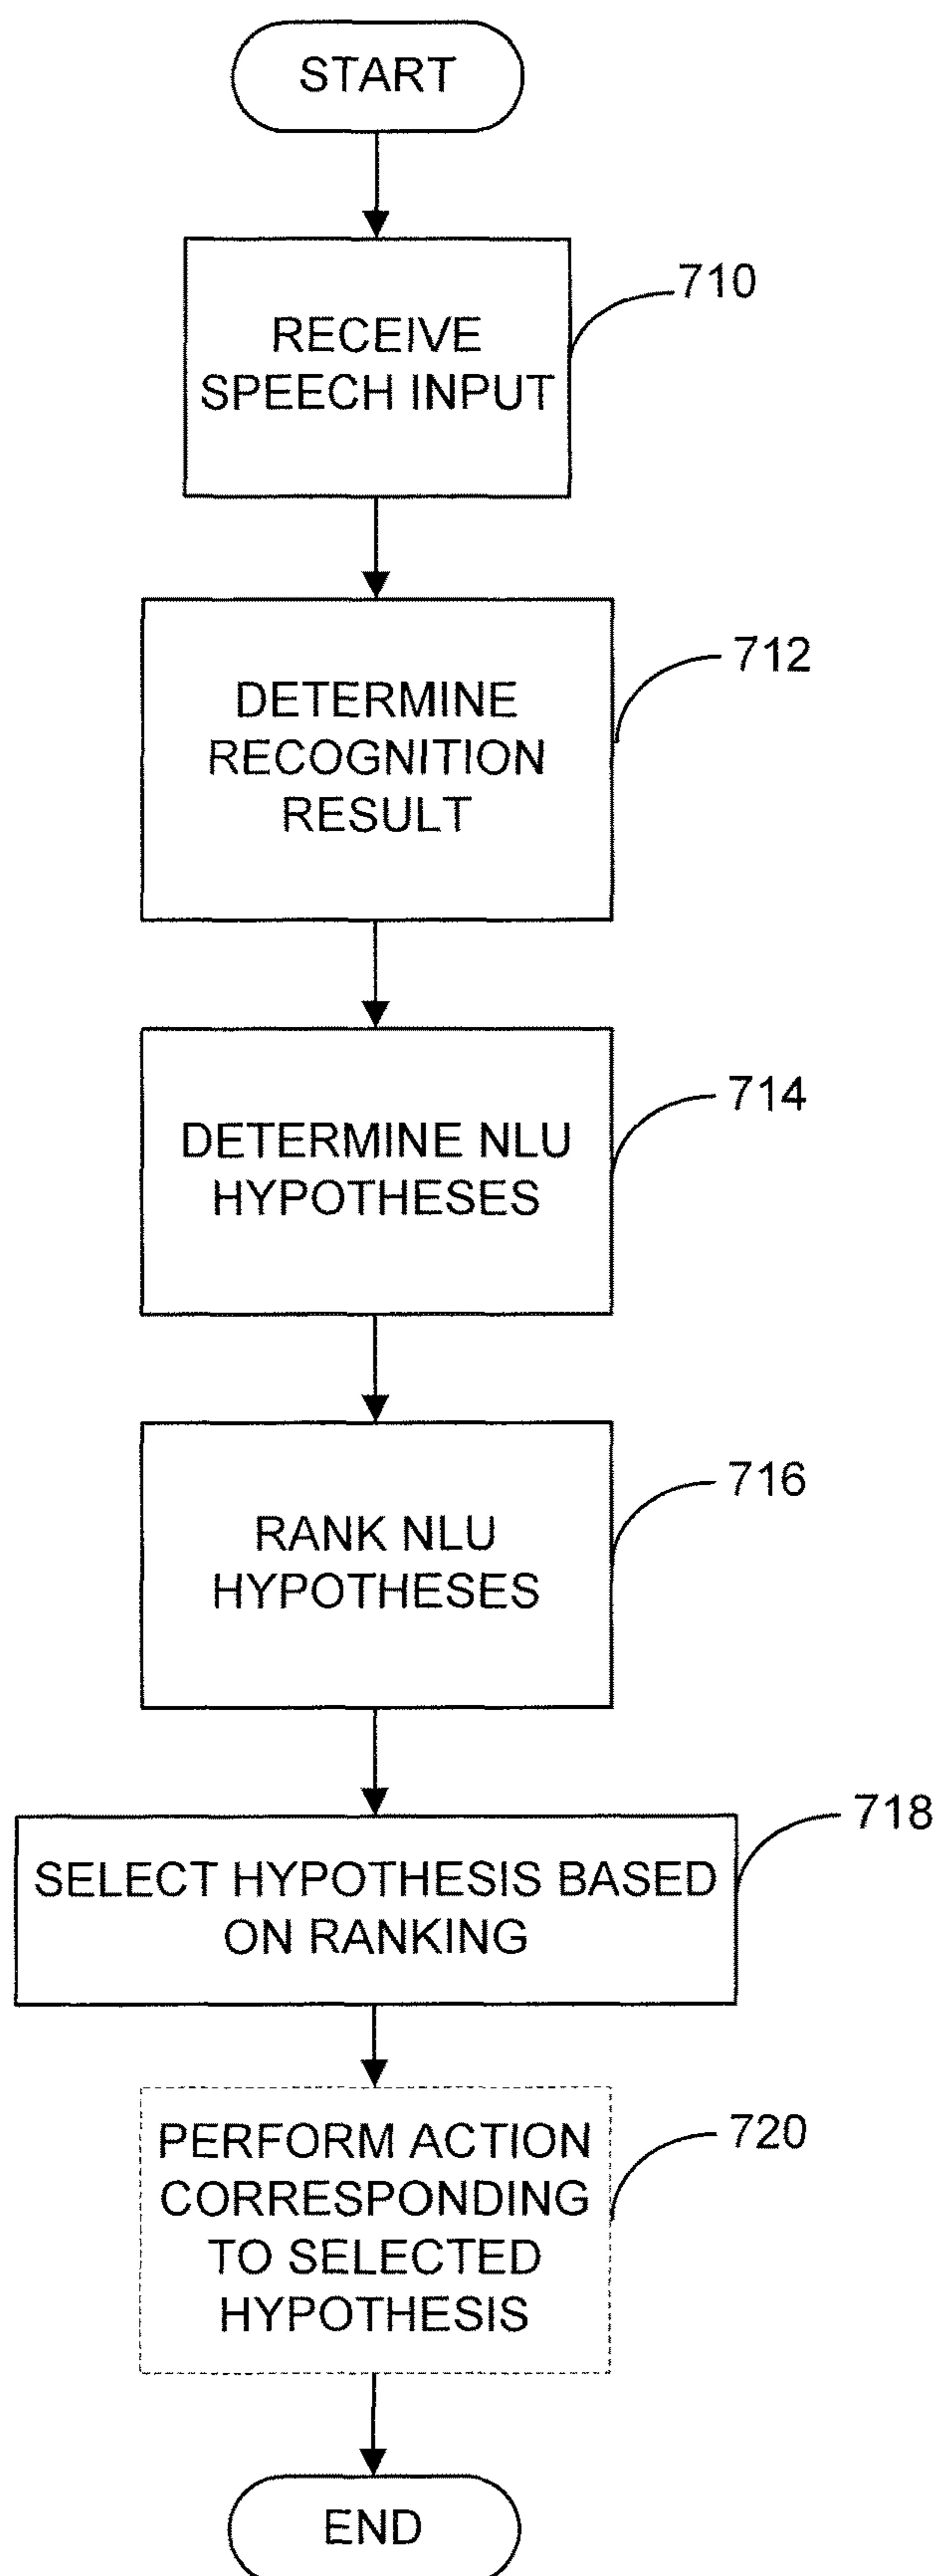 START
710
RECEIVE
SPEECH INPUT
712
DETERMINE
RECOGNITION
RESULT
714
DETERMINE NLU
HYPOTHESES
716
RANK NLU
HYPOTHESES
718
SELECT HYPOTHESIS BASED
ON RANKING
720
PERFORM ACTION
CORRESPONDING
TO SELECTED
HYPOTHESIS
END